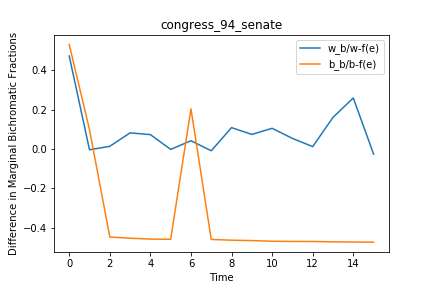 congress_94_senate
w_b/w-f(e)
b_b/b-f(e)
Difference in Marginal Bichromatic Fractions
0.4
0.2
0.0
−0.2
−0.4
0 2 4 6 8 10 12 14
Time